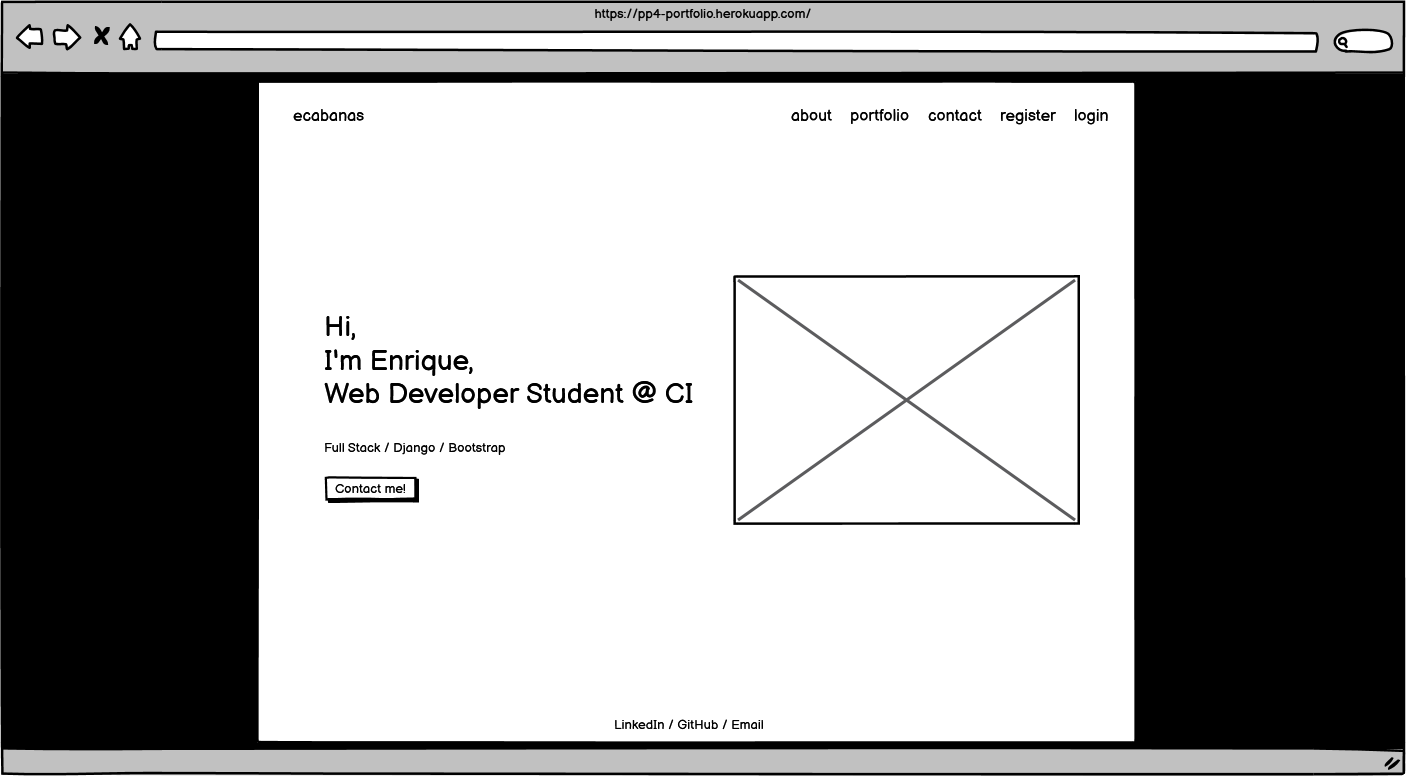 https://pp4-portfolio.herokuapp.com/
ecabanas about portfolio contact register login
Hi,
I'm Enrique,
Web Developer Student @ CI
Full Stack / Django / Bootstrap
Contact me!
LinkedIn / GitHub / Email